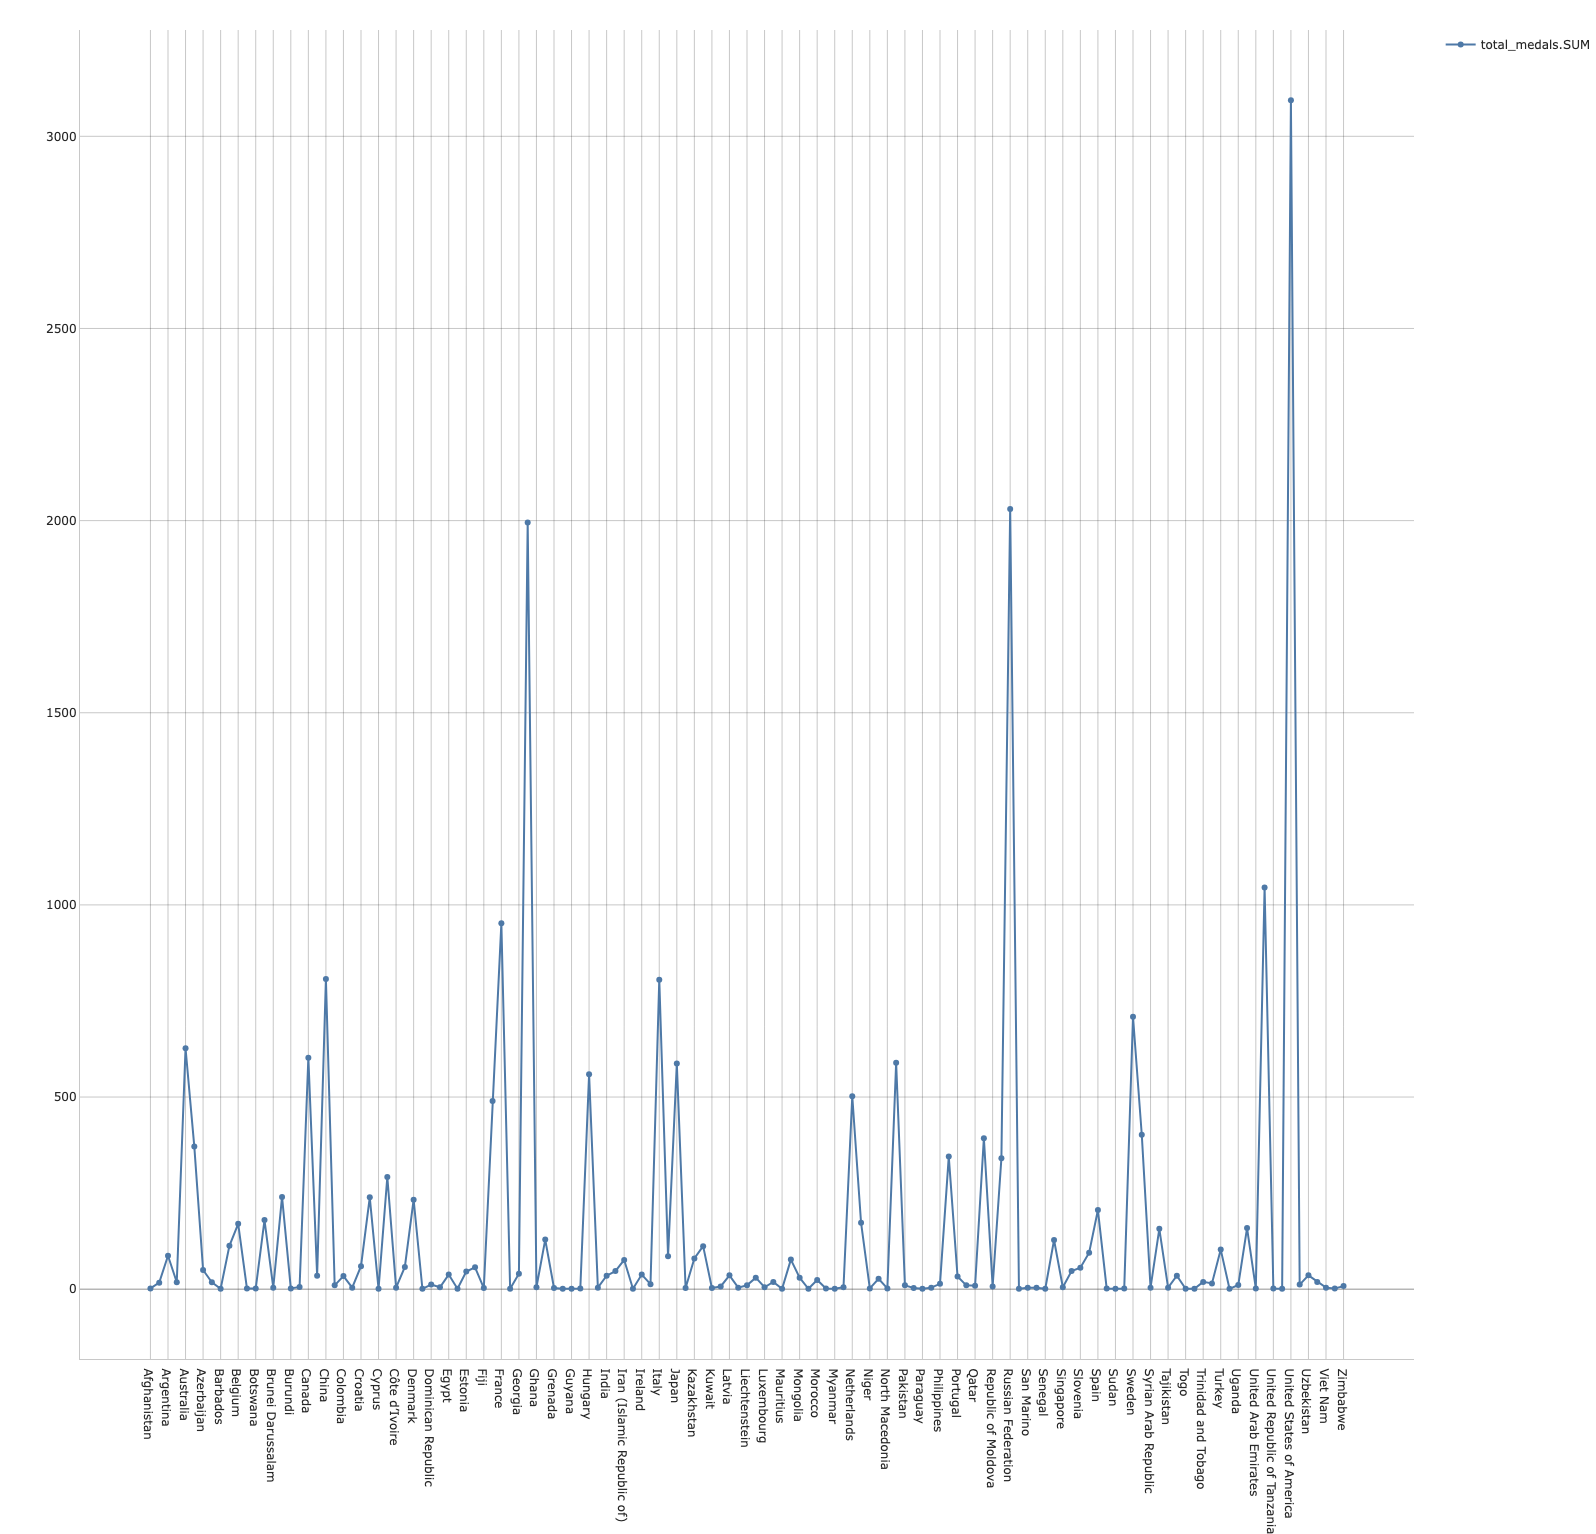 total_medals.SUM
3000
2500
2000
1500
1000
500
0
Afghanistan
Argentina
Australia
Azerbaijan
Barbados
Belgium
Botswana
Brunei Darussalam
Burundi
Canada
China
Colombia
Croatia
Cyprus
Côte d'Ivoire
Denmark
Dominican Republic
Egypt
Estonia
Fiji
France
Georgia
Ghana
Grenada
Guyana
Hungary
India
Iran (Islamic Republic of)
Ireland
Italy
Japan
Kazakhstan
Kuwait
Latvia
Liechtenstein
Luxembourg
Mauritius
Mongolia
Morocco
Myanmar
Netherlands
Niger
North Macedonia
Pakistan
Paraguay
Philippines
Portugal
Qatar
Republic of Moldova
Russian Federation
San Marino
Senegal
Singapore
Slovenia
Spain
Sudan
Sweden
Syrian Arab Republic
Tajikistan
Togo
Trinidad and Tobago
Turkey
Uganda
United Arab Emirates
United Republic of Tanzania
United States of America
Uzbekistan
Viet Nam
Zimbabwe